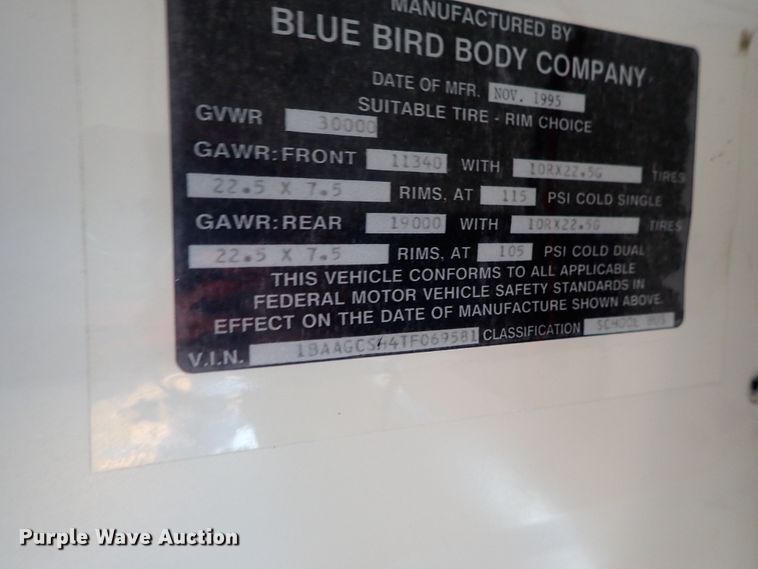 MANUFACTURED BY
BLUE BIRD BODY COMPANY
DATE OF MFR. NOV. 1995
SUITABLE TIRE - RIM CHOICE
GVWR 30000
GAWR: FRONT 11340 WITH 10RX22.5G TIRES
22.5 X 7.5 RIMS, AT 115 PSI COLD SINGLE
GAWR: REAR 19000 WITH 10RX22.5G TIRES
22.5 X 7.5 RIMS, AT 105 PSI COLD DUAL
THIS VEHICLE CONFORMS TO ALL APPLICABLE
FEDERAL MOTOR VEHICLE SAFETY STANDARDS IN
EFFECT ON THE DATE OF MANUFACTURE SHOWN ABOVE.
V.I.N. 1BAAGCSH4TF069581 CLASSIFICATION SCHOOL BUS
Purple Wave Auction